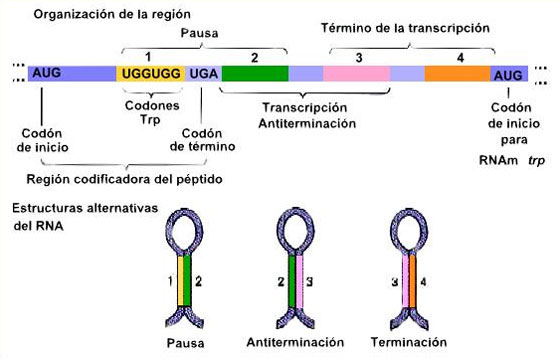 Organización de la región
Pausa
Término de la transcripción
1 2 3 4
... AUG UGGUGG UGA AUG ...
Codones Trp
Transcripción Antiterminación
Codón de inicio
Codón de término
Codón de inicio para RNAm trp
Región codificadora del péptido
Estructuras alternativas del RNA
1 2
2 3
3 4
Pausa
Antiterminación
Terminación